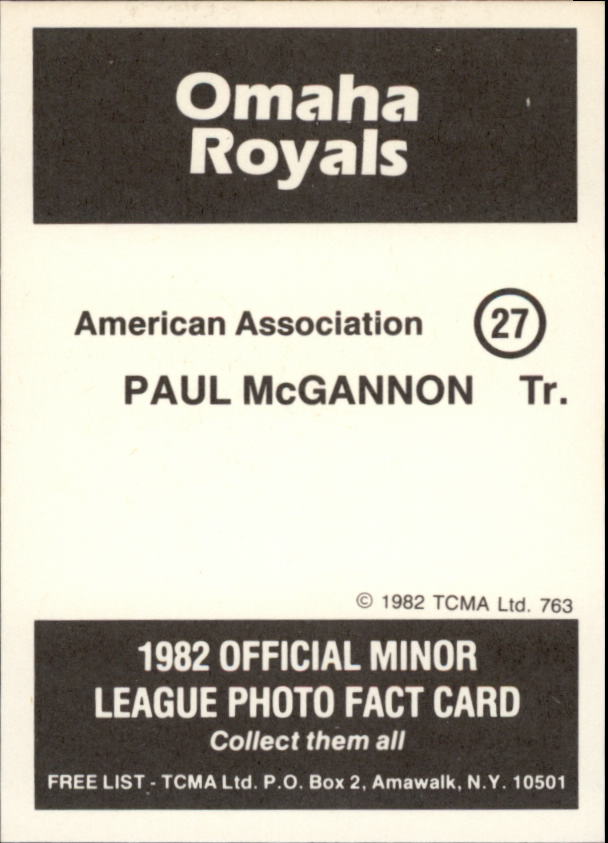 Omaha
Royals
American Association 27
PAUL McGANNON Tr.
© 1982 TCMA Ltd. 763
1982 OFFICIAL MINOR
LEAGUE PHOTO FACT CARD
Collect them all
FREE LIST - TCMA Ltd. P.O. Box 2, Amawalk, N.Y. 10501